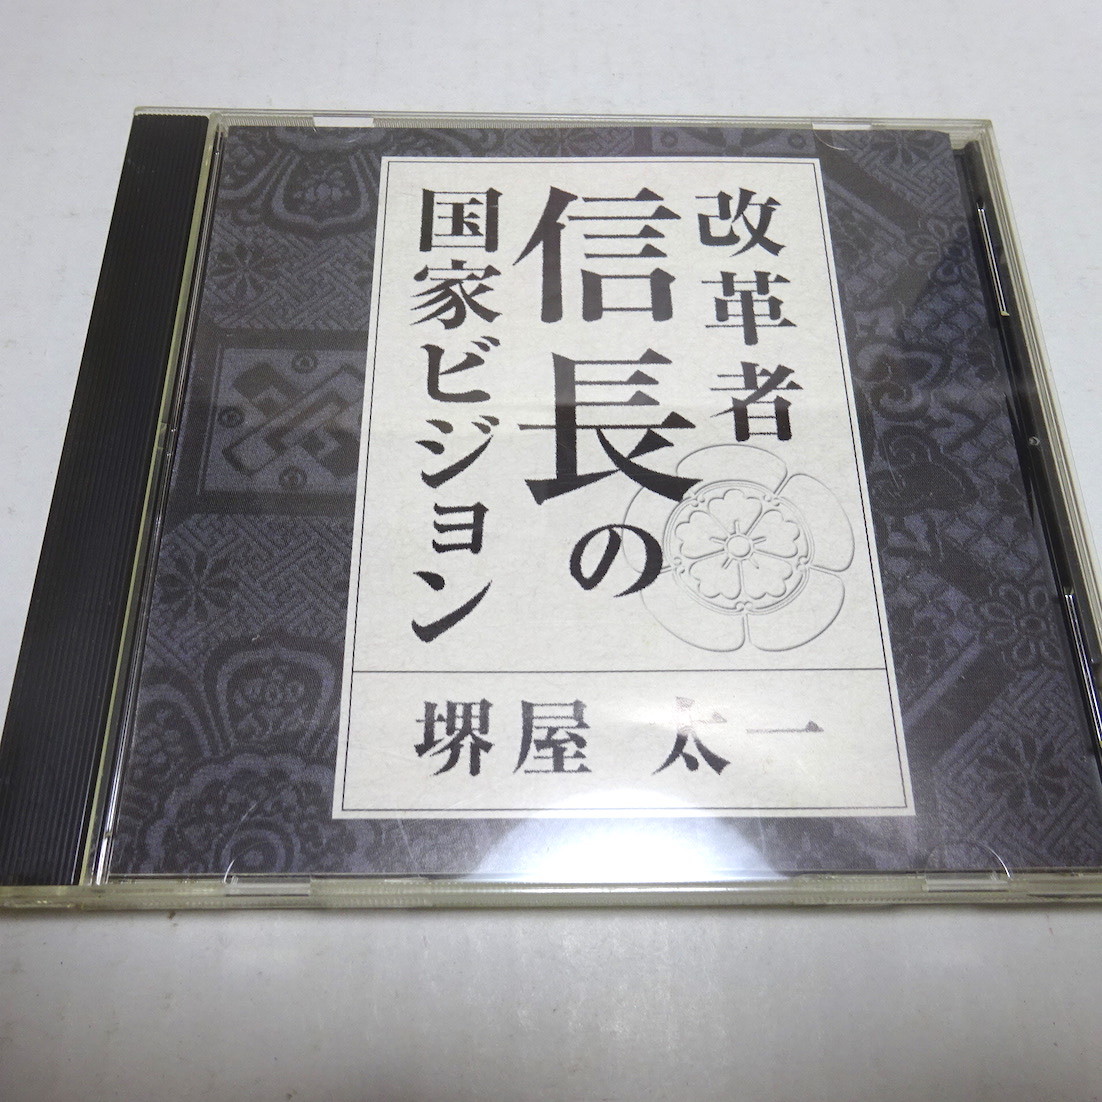 改革者
信長の
国家ビジョン
堺屋 太一